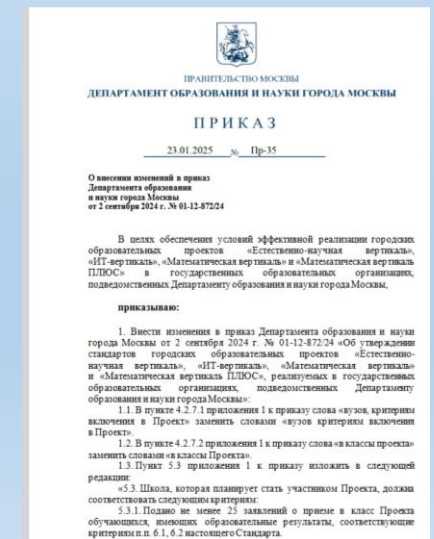 ПРАВИТЕЛЬСТВО МОСКВЫ
ДЕПАРТАМЕНТ ОБРАЗОВАНИЯ И НАУКИ ГОРОДА МОСКВЫ
ПРИКАЗ
23.01.2025 № Пр-35
О внесении изменений в приказ
Департамента образования
и науки города Москвы
от 2 сентября 2024 г. № 01-12-872/24
В целях обеспечения условий эффективной реализации городских
образовательных проектов «Естественно-научная вертикаль»,
«ИТ-вертикаль», «Математическая вертикаль» и «Математическая вертикаль
ПЛЮС» в государственных образовательных организациях,
подведомственных Департаменту образования и науки города Москвы,
приказываю:
1. Внести изменения в приказ Департамента образования и науки
города Москвы от 2 сентября 2024 г. № 01-12-872/24 «Об утверждении
стандартов городских образовательных проектов «Естественно-
научная вертикаль», «ИТ-вертикаль», «Математическая вертикаль»
и «Математическая вертикаль ПЛЮС», реализуемых в государственных
образовательных организациях, подведомственных Департаменту
образования и науки города Москвы»:
1.1. В пункте 4.2.7.1 приложения 1 к приказу слова «вузов, критериям
включения в Проект» заменить словами «вузов критериям включения
в Проект».
1.2. В пункте 4.2.7.2 приложения 1 к приказу слова «в классы проекта»
заменить словами «в классы Проекта».
1.3. Пункт 5.3 приложения 1 к приказу изложить в следующей
редакции:
«5.3. Школа, которая планирует стать участником Проекта, должна
соответствовать следующим критериям:
5.3.1. Подано не менее 25 заявлений о приеме в класс Проекта
обучающихся, имеющих образовательные результаты, соответствующие
критериям п.п. 6.1, 6.2 настоящего Стандарта.